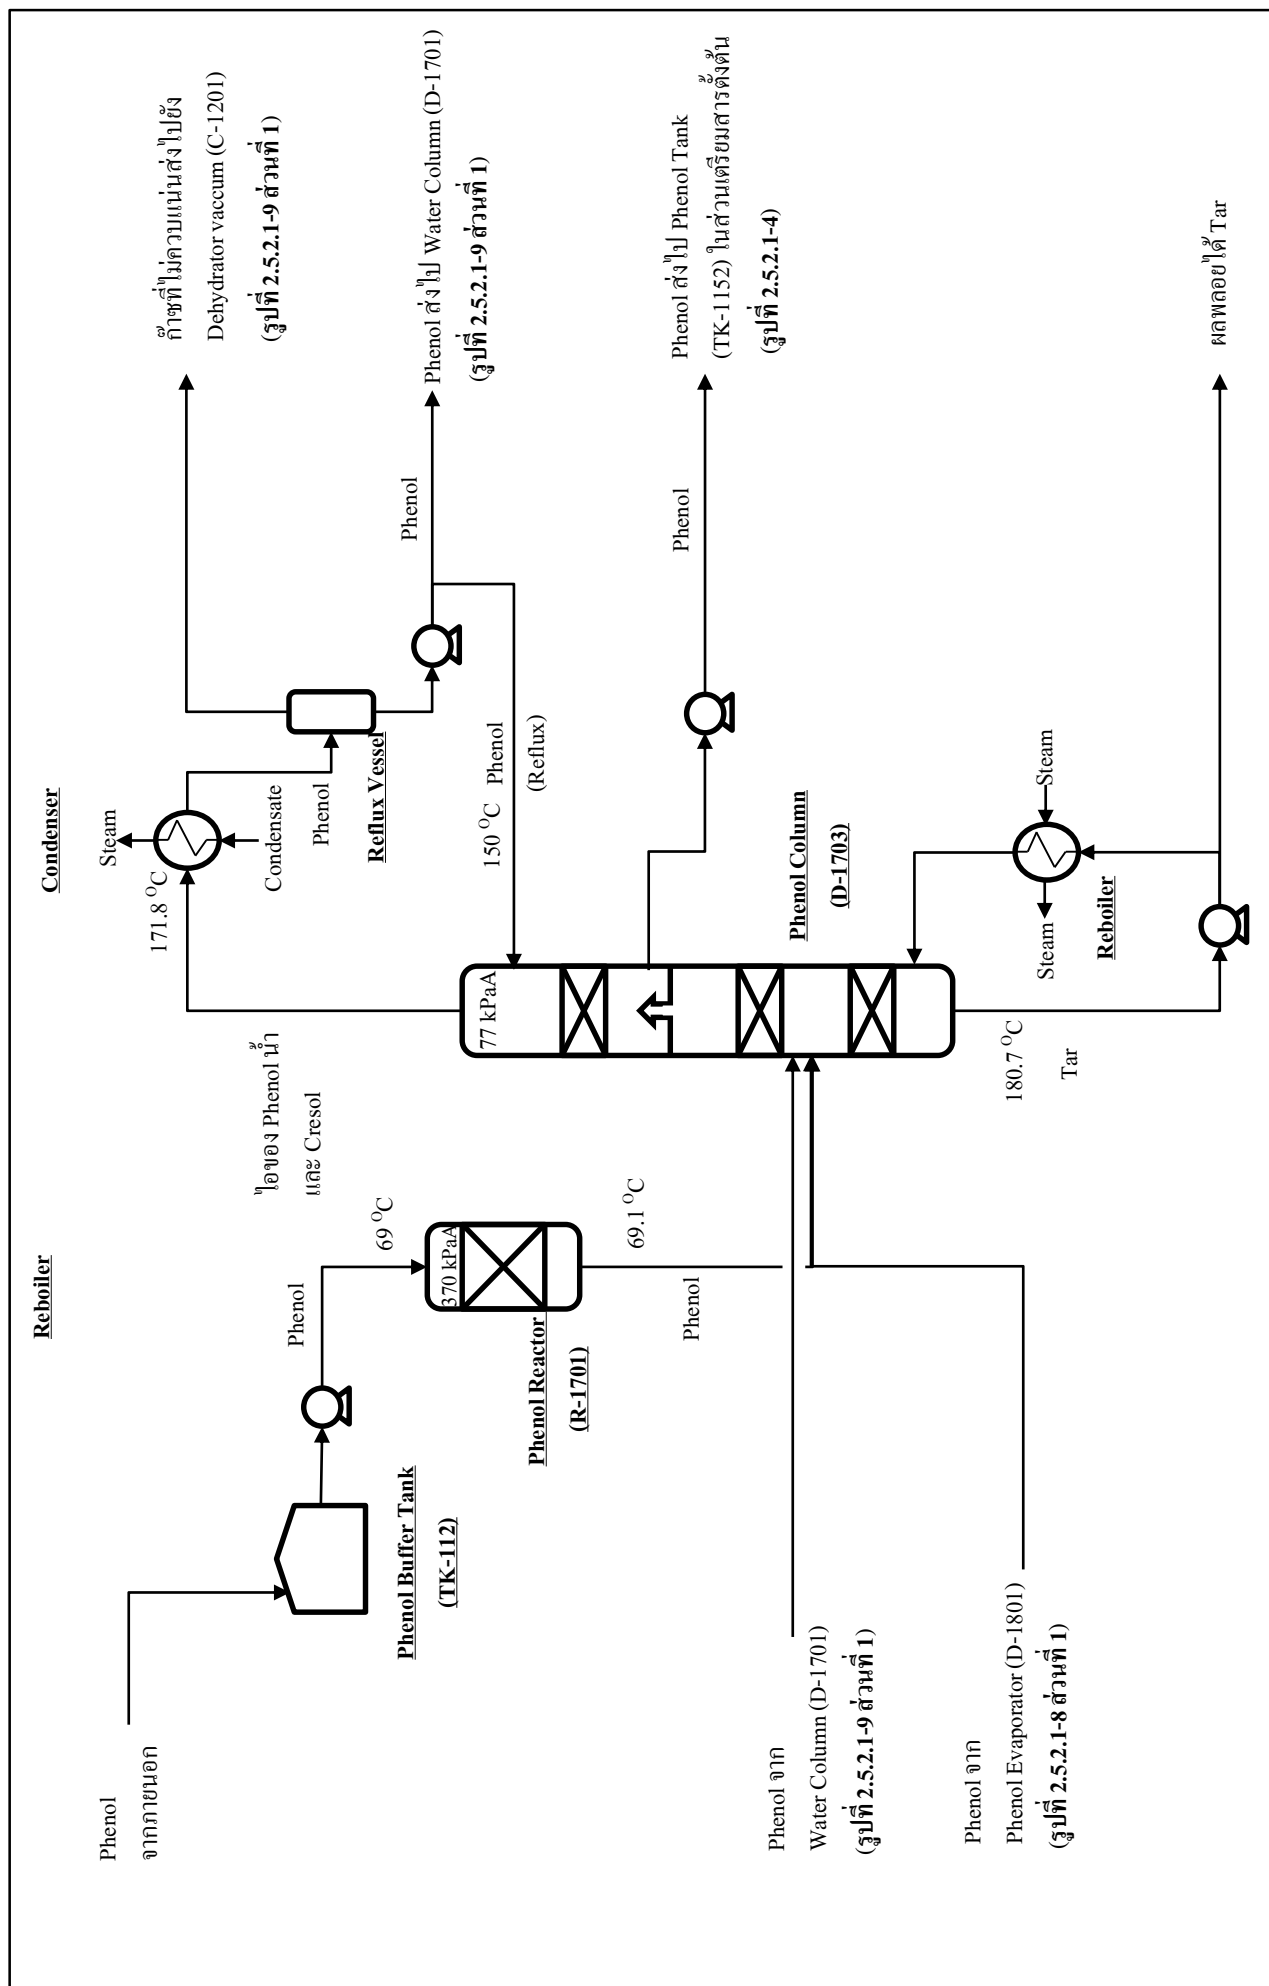 Reboiler
Condenser
Phenol
จากภายนอก
Phenol Buffer Tank
(TK-112)
Phenol
69 °C
370 kPaA
Phenol Reactor
(R-1701)
69.1 °C
Phenol
ไอของ Phenol น้ำ
และ Cresol
171.8 °C
Steam
Condensate
Phenol
Reflux Vessel
ก๊าซที่ไม่ควบแน่นส่งไปยัง
Dehydrator vaccum (C-1201)
(รูปที่ 2.5.2.1-9 ส่วนที่ 1)
Phenol
Phenol ส่งไป Water Column (D-1701)
(รูปที่ 2.5.2.1-9 ส่วนที่ 1)
150 °C Phenol
(Reflux)
77 kPaA
Phenol
Phenol ส่งไป Phenol Tank
(TK-1152) ในส่วนเตรียมสารตั้งต้น
(รูปที่ 2.5.2.1-4)
Phenol Column
(D-1703)
Phenol จาก
Water Column (D-1701)
(รูปที่ 2.5.2.1-9 ส่วนที่ 1)
Phenol จาก
Phenol Evaporator (D-1801)
(รูปที่ 2.5.2.1-8 ส่วนที่ 1)
180.7 °C
Tar
Steam
Steam
Reboiler
ผลพลอยได้ Tar